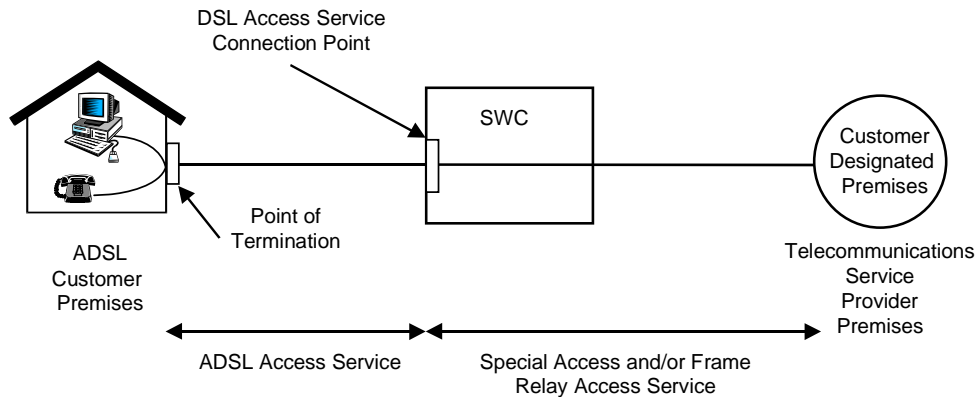 DSL Access Service
Connection Point
SWC
Customer
Designated
Premises
Point of
Termination
ADSL
Customer
Premises
Telecommunications
Service
Provider
Premises
ADSL Access Service
Special Access and/or Frame
Relay Access Service